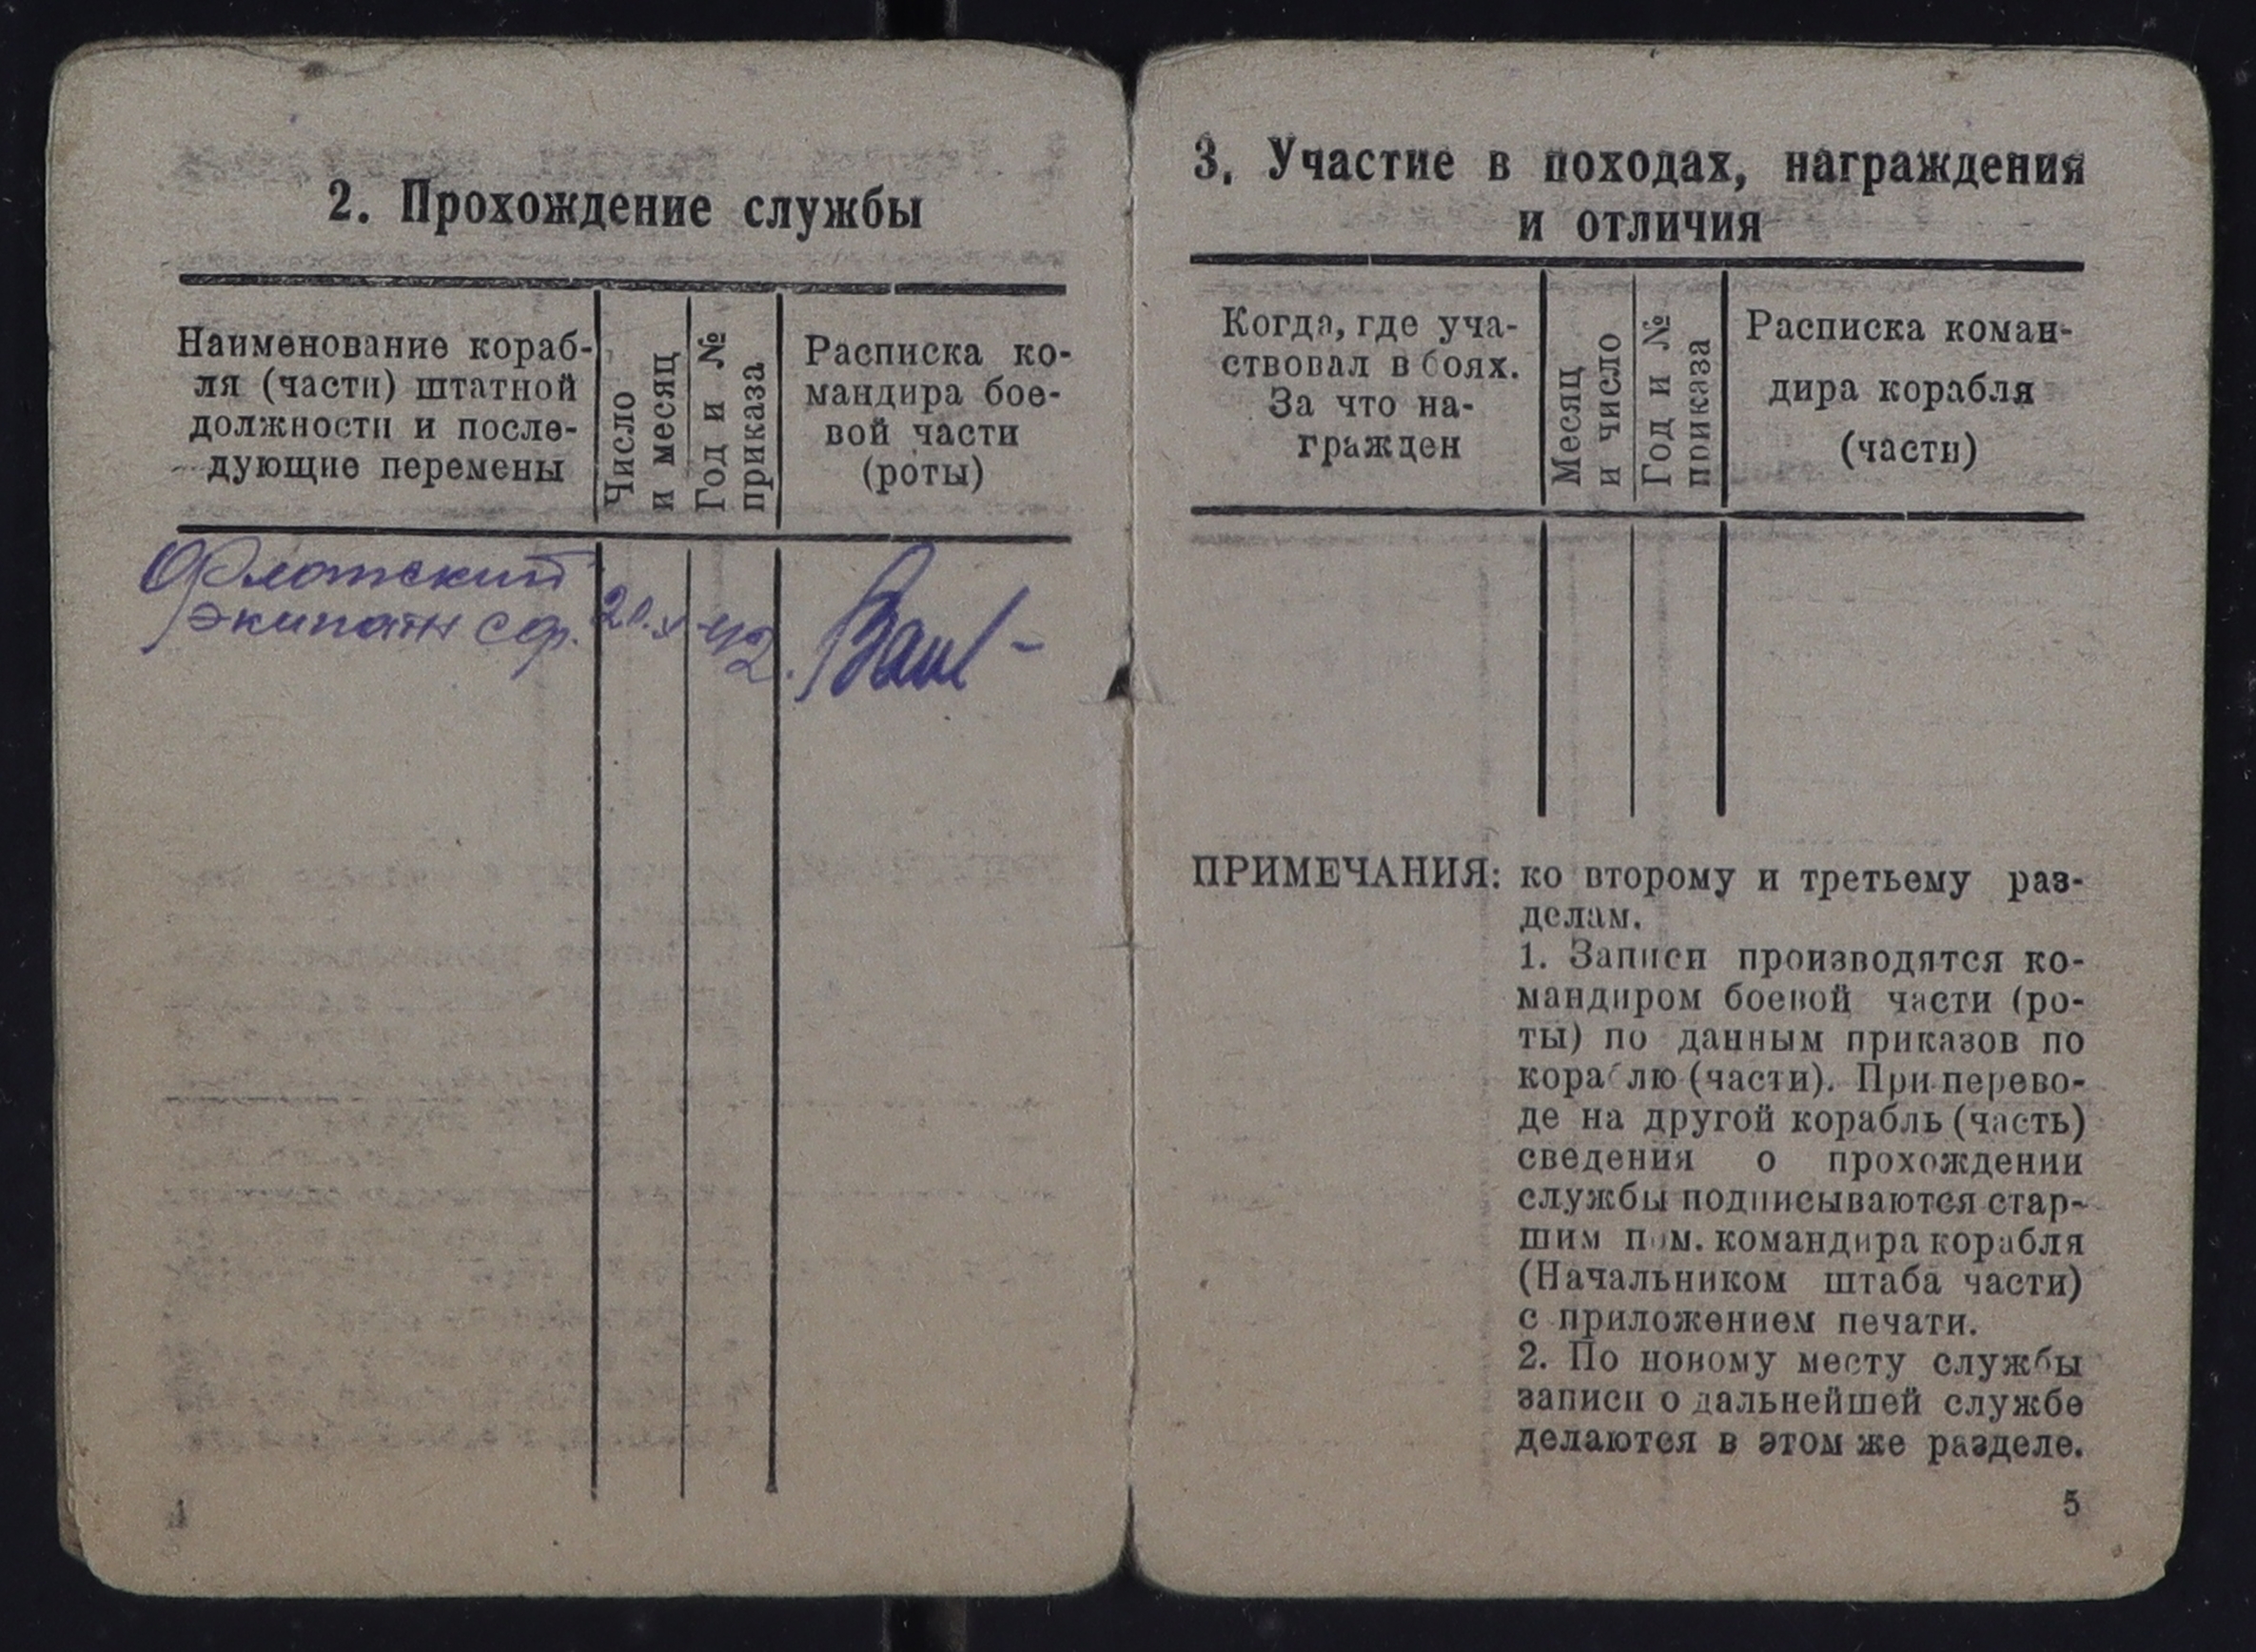 2. Прохождение службы
Наименование кораб-
ля (части) штатной
должности и после-
дующие перемены
Число
и месяц
Год и №
приказа
Расписка ко-
мандира бое-
вой части
(роты)
Флотский
экипаж СФ. 20.X-42.
4
3. Участие в походах, награждения
и отличия
Когда, где уча-
ствовал в боях.
За что на-
гражден
Месяц
и число
Год и №
приказа
Расписка коман-
дира корабля
(части)
ПРИМЕЧАНИЯ: ко второму и третьему раз-
делам.
1. Записи производятся ко-
мандиром боевой части (ро-
ты) по данным приказов по
кораблю (части). При перево-
де на другой корабль (часть)
сведения о прохождении
службы подписываются стар-
шим пом. командира корабля
(Начальником штаба части)
с приложением печати.
2. По новому месту службы
записи о дальнейшей службе
делаются в этом же разделе.
5